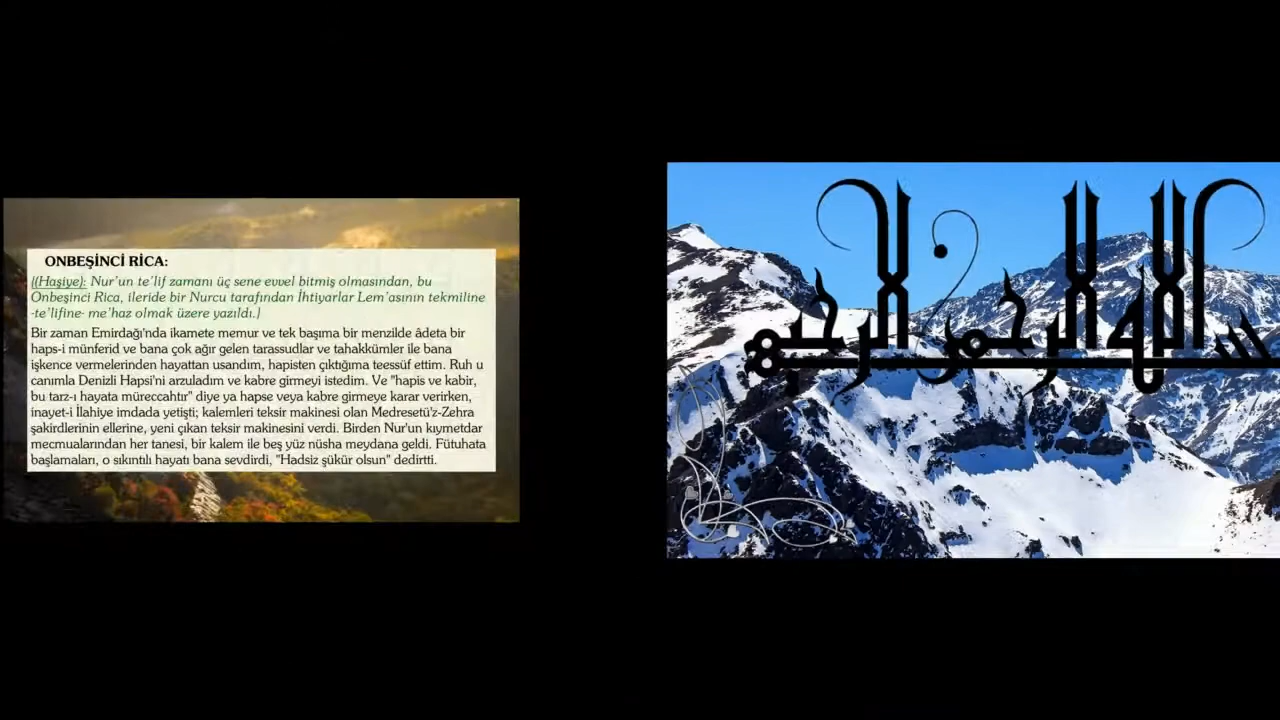 ONBEŞİNCİ RİCA:
[(Haşiye): Nur'un te'lif zamanı üç sene evvel bitmiş olmasından, bu
Onbeşinci Rica, ileride bir Nurcu tarafından İhtiyarlar Lem'asının tekmiline
-te'lifine- me'haz olmak üzere yazıldı.]
Bir zaman Emirdağı'nda ikamete memur ve tek başıma bir menzilde âdeta bir
haps-i münferid ve bana çok ağır gelen tarassudlar ve tahakkümler ile bana
işkence vermelerinden hayattan usandım, hapisten çıktığıma teessüf ettim. Ruh u
canımla Denizli Hapsi'ni arzuladım ve kabre girmeyi istedim. Ve "hapis ve kabir,
bu tarz-ı hayata müreccahtır" diye ya hapse veya kabre girmeye karar verirken,
inayet-i İlahiye imdada yetişti; kalemleri teksir makinesi olan Medresetü'z-Zehra
şakirdlerinin ellerine, yeni çıkan teksir makinesini verdi. Birden Nur'un kıymetdar
mecmualarından her tanesi, bir kalem ile beş yüz nüsha meydana geldi. Fütuhata
başlamaları, o sıkıntılı hayatı bana sevdirdi, "Hadsiz şükür olsun" dedirtti.
بسم الله الرحمن الرحيم